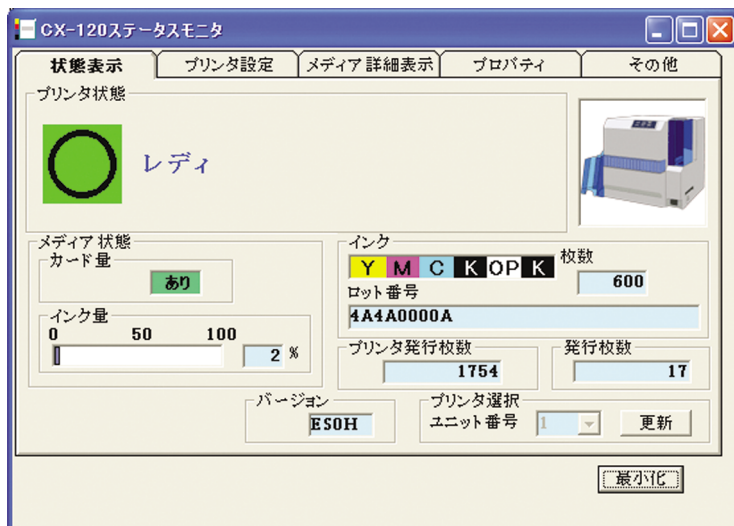 CX-120ステータスモニタ
状態表示 プリンタ設定 メディア詳細表示 プロパティ その他
プリンタ状態
レディ
メディア状態
カード量
あり
インク量
0 50 100
2 %
インク
Y M C K OP K
枚数
600
ロット番号
4A4A0000A
プリンタ発行枚数
1754
発行枚数
17
バージョン
ES0H
プリンタ選択
ユニット番号 1 更新
最小化